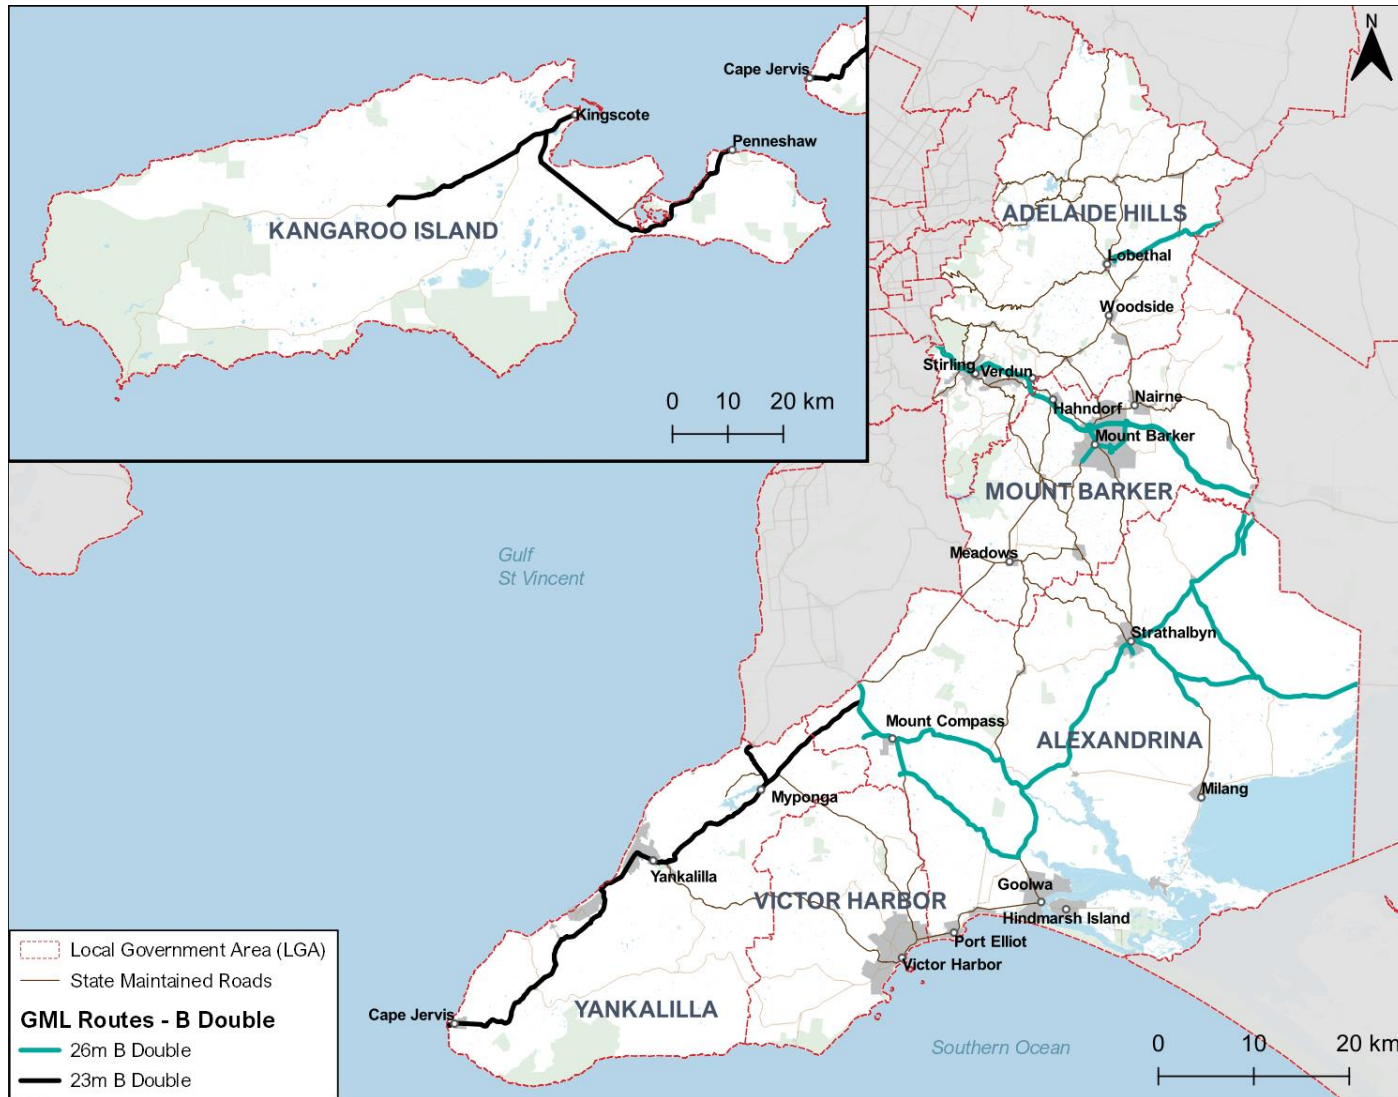 Cape Jervis
Kingscote
Penneshaw
KANGAROO ISLAND
0 10 20 km
N
ADELAIDE HILLS
Lobethal
Woodside
Stirling
Verdun
Hahndorf
Nairne
Mount Barker
MOUNT BARKER
Gulf
St Vincent
Meadows
Strathalbyn
Mount Compass
ALEXANDRINA
Myponga
Milang
Yankalilla
VICTOR HARBOR
Goolwa
Hindmarsh Island
Port Elliot
Victor Harbor
YANKALILLA
Cape Jervis
Southern Ocean
0 10 20 km
Local Government Area (LGA)
State Maintained Roads
GML Routes - B Double
26m B Double
23m B Double